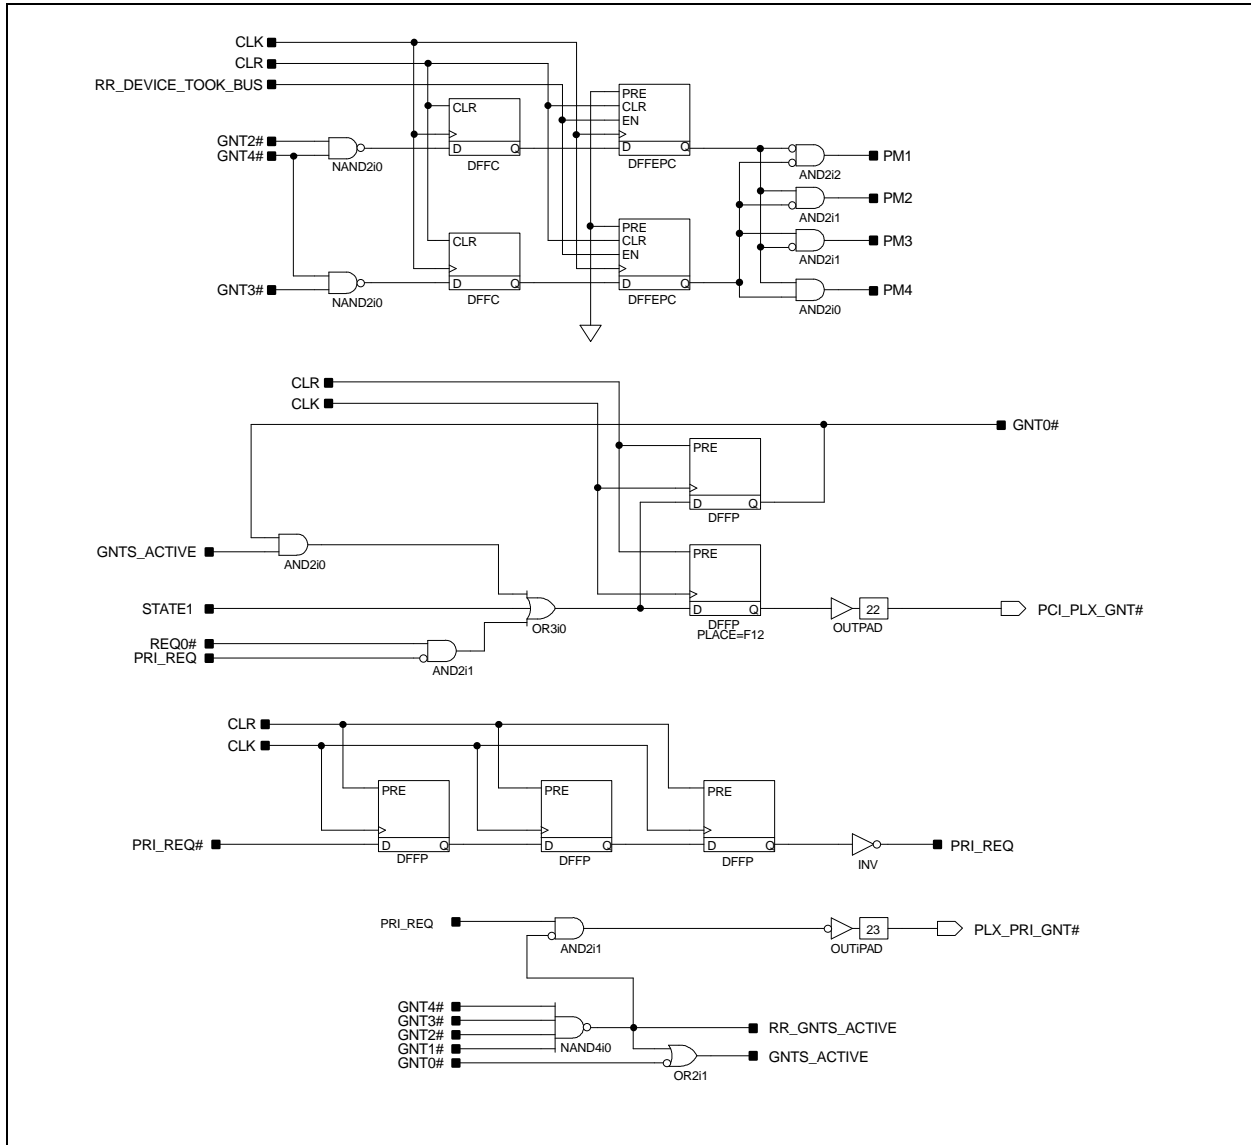 CLK
CLR
RR_DEVICE_TOOK_BUS
PRE
CLR
CLR
EN
GNT2#
D Q
D Q
PM1
GNT4#
NAND2i0
DFFC
DFFEPC
AND2i2
PM2
AND2i1
PRE
CLR
CLR
PM3
EN
AND2i1
D Q
D Q
GNT3#
PM4
NAND2i0
DFFC
DFFEPC
AND2i0
CLR
CLK
GNT0#
PRE
D Q
DFFP
GNTS_ACTIVE
AND2i0
PRE
STATE1
D Q
22
PCI_PLX_GNT#
OR3i0
DFFP
OUTPAD
PLACE=F12
REQ0#
PRI_REQ
AND2i1
CLR
CLK
PRE
PRE
PRE
PRI_REQ#
D Q
D Q
D Q
PRI_REQ
DFFP
DFFP
DFFP
INV
PRI_REQ
23
PLX_PRI_GNT#
AND2i1
OUTiPAD
GNT4#
GNT3#
GNT2#
GNT1#
GNT0#
NAND4i0
RR_GNTS_ACTIVE
GNTS_ACTIVE
OR2i1